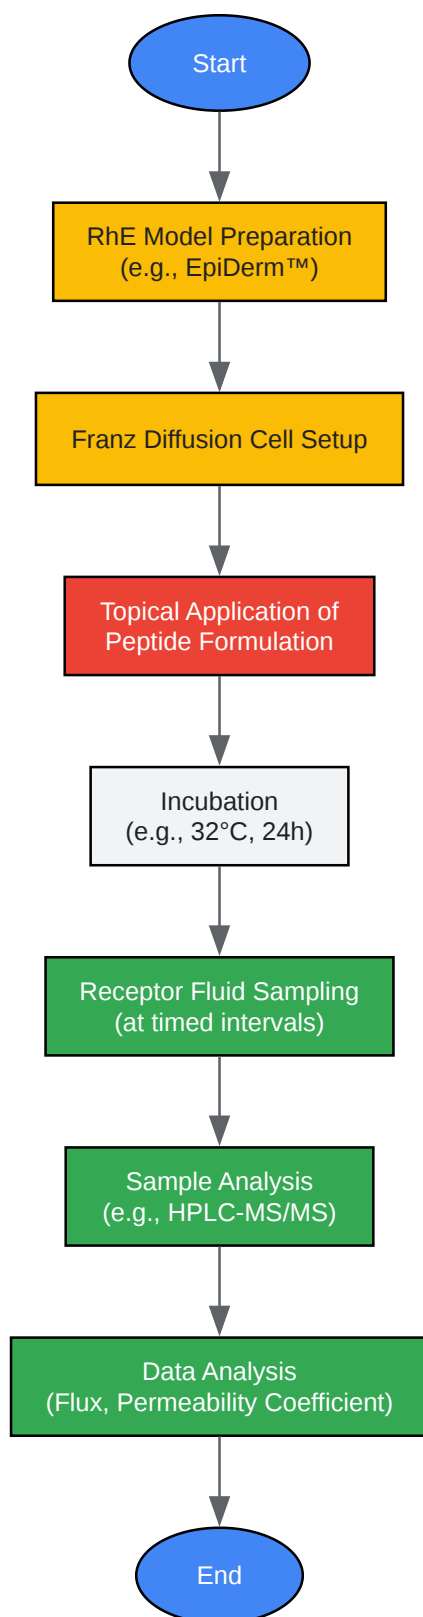 Start
RhE Model Preparation
(e.g., EpiDerm™)
Franz Diffusion Cell Setup
Topical Application of
Peptide Formulation
Incubation
(e.g., 32°C, 24h)
Receptor Fluid Sampling
(at timed intervals)
Sample Analysis
(e.g., HPLC-MS/MS)
Data Analysis
(Flux, Permeability Coefficient)
End